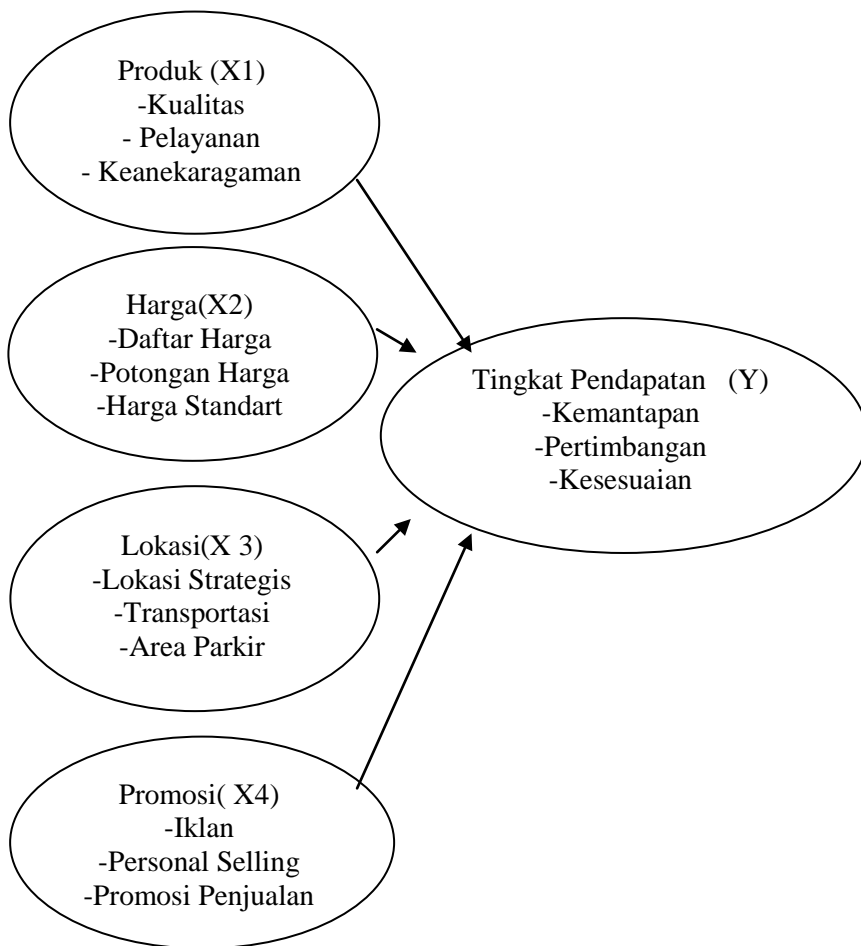 Produk (X1)
-Kualitas
- Pelayanan
- Keanekaragaman
Harga(X2)
-Daftar Harga
-Potongan Harga
-Harga Standart
Tingkat Pendapatan (Y)
-Kemantapan
-Pertimbangan
-Kesesuaian
Lokasi(X 3)
-Lokasi Strategis
-Transportasi
-Area Parkir
Promosi( X4)
-Iklan
-Personal Selling
-Promosi Penjualan